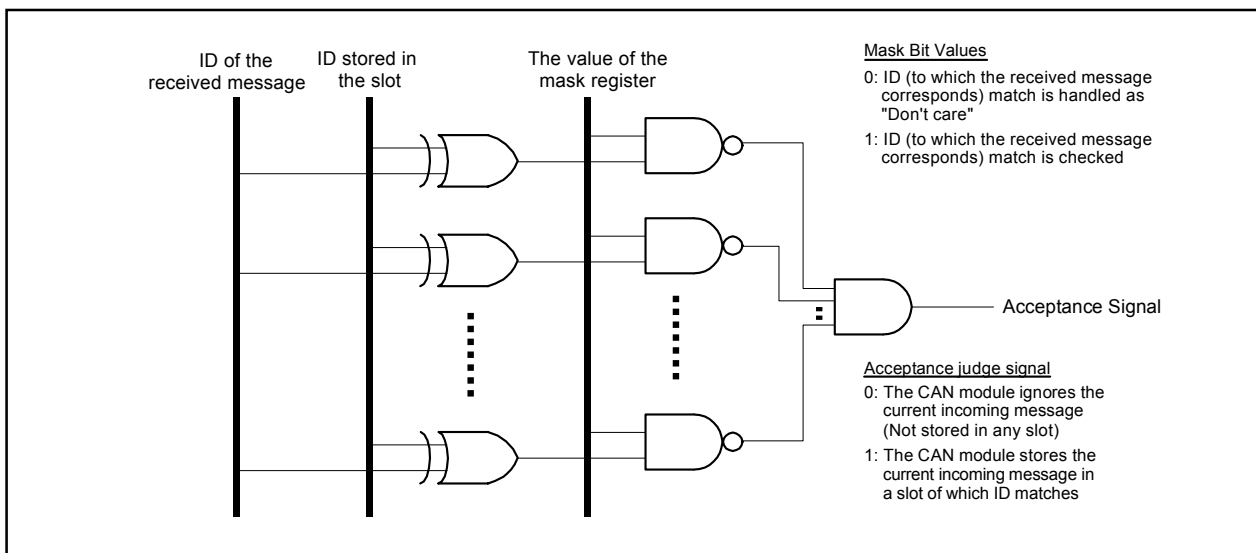 ID of the
received message
ID stored in
the slot
The value of the
mask register
Mask Bit Values
0: ID (to which the received message
corresponds) match is handled as
"Don't care"
1: ID (to which the received message
corresponds) match is checked
Acceptance Signal
Acceptance judge signal
0: The CAN module ignores the
current incoming message
(Not stored in any slot)
1: The CAN module stores the
current incoming message in
a slot of which ID matches